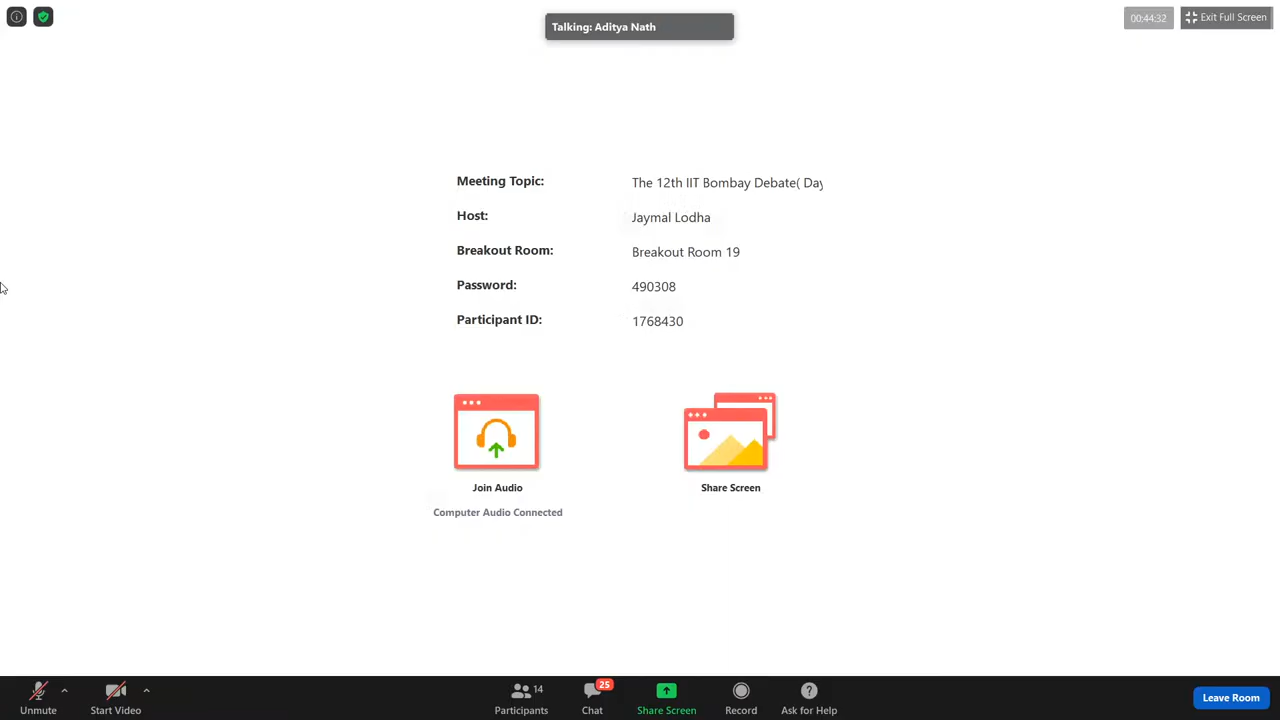 Talking: Aditya Nath
00:44:32
Exit Full Screen
Meeting Topic: The 12th IIT Bombay Debate( Day
Host: Jaymal Lodha
Breakout Room: Breakout Room 19
Password: 490308
Participant ID: 1768430
Join Audio
Share Screen
Computer Audio Connected
Unmute
Start Video
14
Participants
25
Chat
Share Screen
Record
Ask for Help
Leave Room